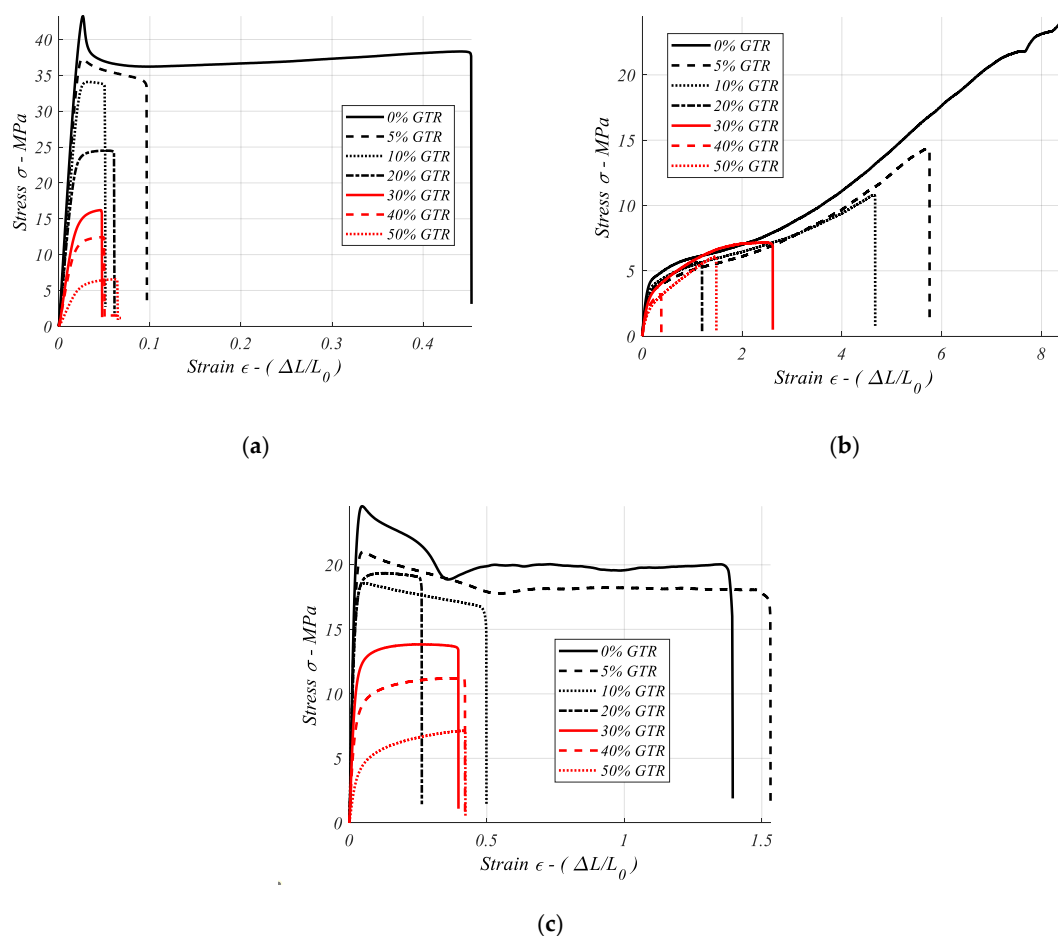 40
35
30
25
20
15
10
5
0
Stress σ - MPa
0
0.1
0.2
0.3
0.4
Strain ϵ - ( ΔL/L0 )
0% GTR
5% GTR
10% GTR
20% GTR
30% GTR
40% GTR
50% GTR
(a)
20
15
10
5
0
Stress σ - MPa
0
2
4
6
8
Strain ϵ - ( ΔL/L0 )
0% GTR
5% GTR
10% GTR
20% GTR
30% GTR
40% GTR
50% GTR
(b)
20
15
10
5
0
Stress σ - MPa
0
0.5
1
1.5
Strain ϵ - ( ΔL/L0 )
0% GTR
5% GTR
10% GTR
20% GTR
30% GTR
40% GTR
50% GTR
(c)